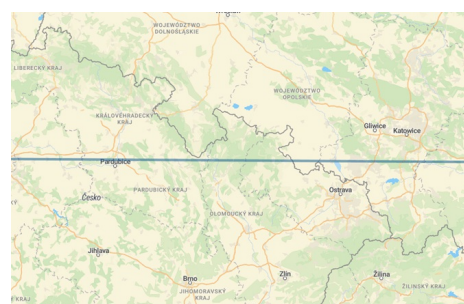 WOJEWÓDZTWO
DOLNOŚLĄSKIE
LIBERECKÝ KRAJ
WOJEWÓDZTWO
OPOLSKIE
KRÁLOVÉHRADECKÝ
KRAJ
Gliwice
Katowice
Pardubice
PARDUBICKÝ KRAJ
Ostrava
Česko
OLOMOUCKÝ KRAJ
Jihlava
Brno
Zlín
Žilina
JIHOMORAVSKÝ
KRAJ
ŽILINSKÝ KRAJ